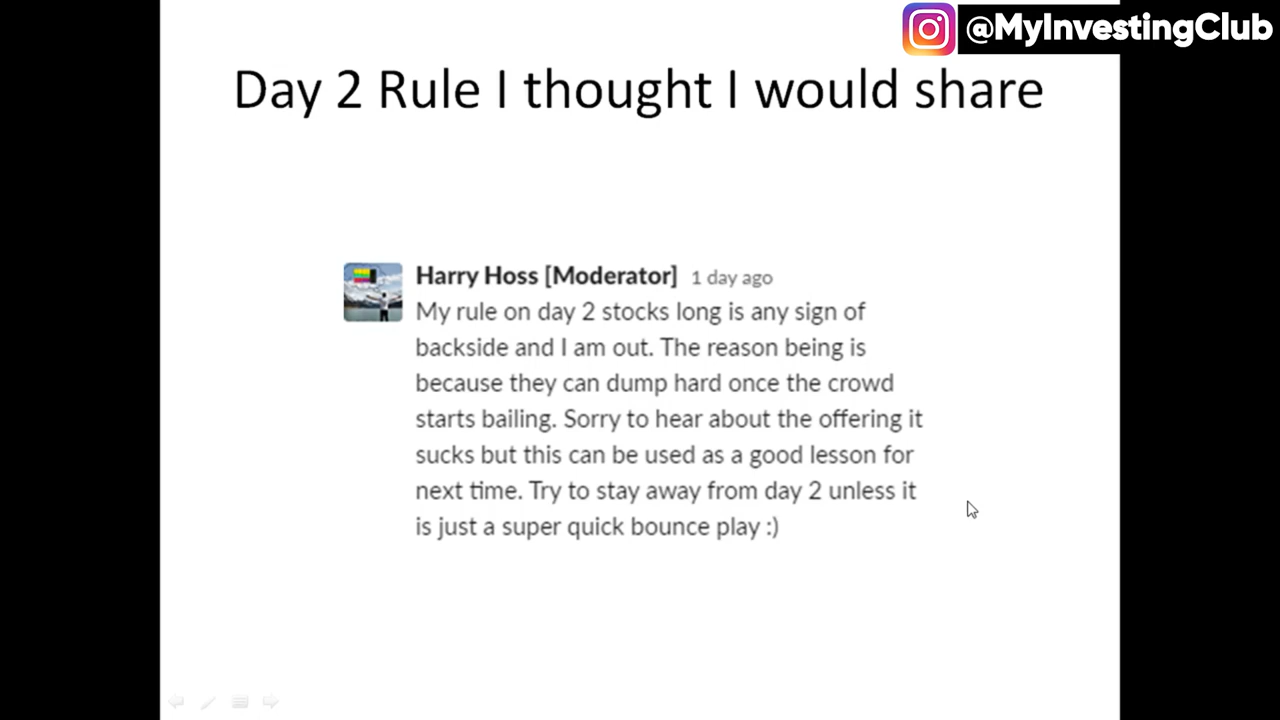 @MyInvestingClub
Day 2 Rule I thought I would share
Harry Hoss [Moderator] 1 day ago
My rule on day 2 stocks long is any sign of
backside and I am out. The reason being is
because they can dump hard once the crowd
starts bailing. Sorry to hear about the offering it
sucks but this can be used as a good lesson for
next time. Try to stay away from day 2 unless it
is just a super quick bounce play :)